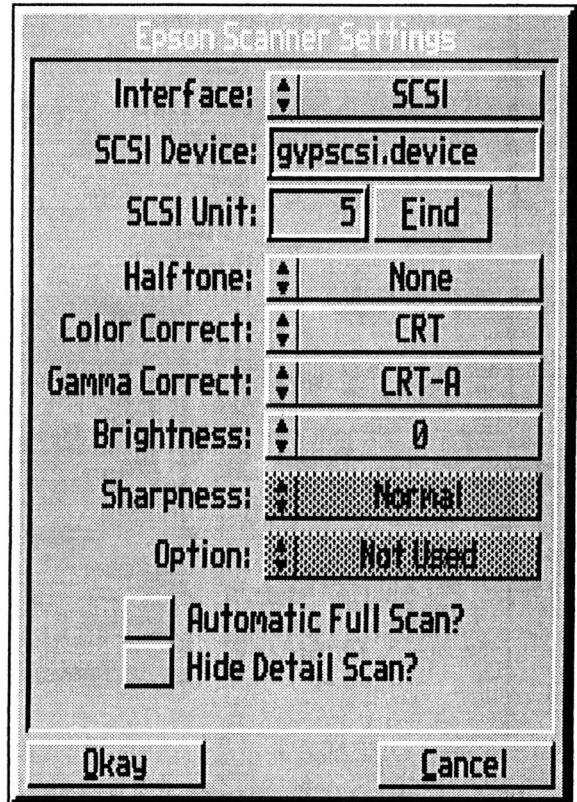 Epson Scanner Settings
Interface: SCSI
SCSI Device: gvpscsi.device
SCSI Unit: 5 Find
Halftone: None
Color Correct: CRT
Gamma Correct: CRT-A
Brightness: 0
Sharpness: Normal
Option: Not Used
Automatic Full Scan?
Hide Detail Scan?
Okay Cancel